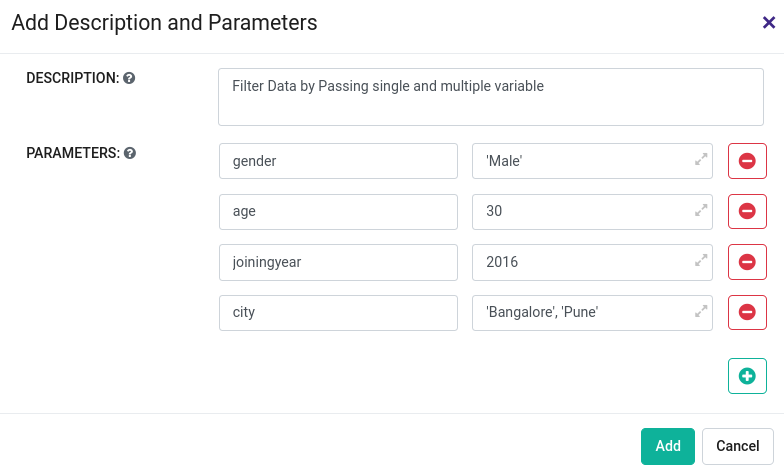 Add Description and Parameters
DESCRIPTION:
Filter Data by Passing single and multiple variable
PARAMETERS:
gender 'Male'
age 30
joiningyear 2016
city 'Bangalore', 'Pune'
Add Cancel